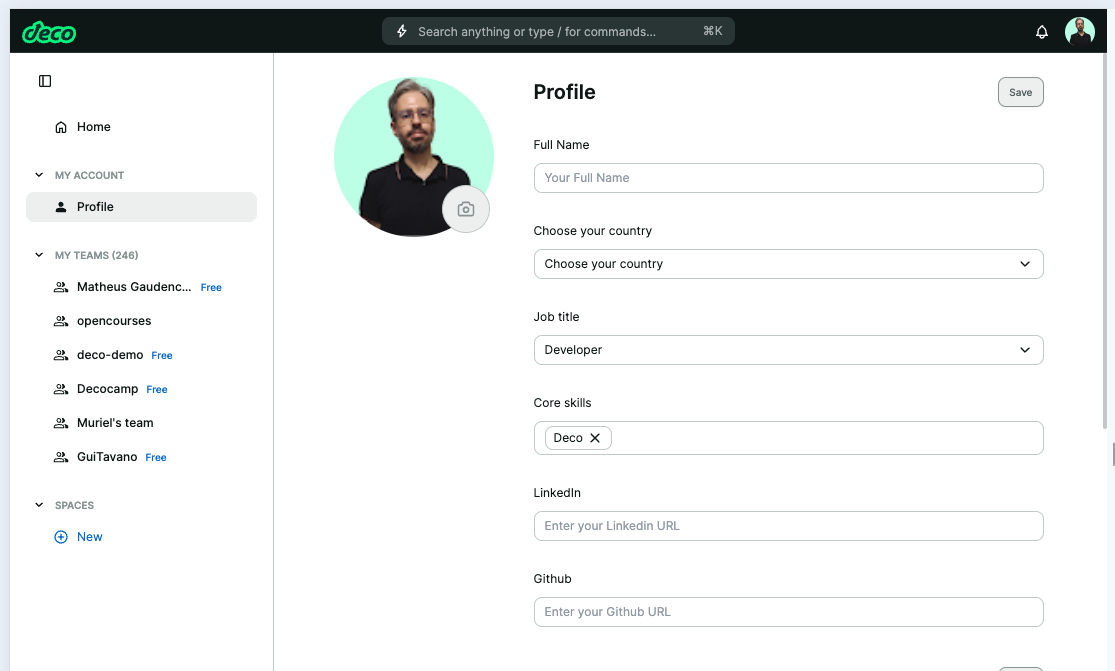 deco
Search anything or type / for commands... ⌘K
Home
MY ACCOUNT
Profile
MY TEAMS (246)
Matheus Gaudenc... Free
opencourses
deco-demo Free
Decocamp Free
Muriel's team
GuiTavano Free
SPACES
New
Profile
Save
Full Name
Your Full Name
Choose your country
Choose your country
Job title
Developer
Core skills
Deco
LinkedIn
Enter your Linkedin URL
Github
Enter your Github URL